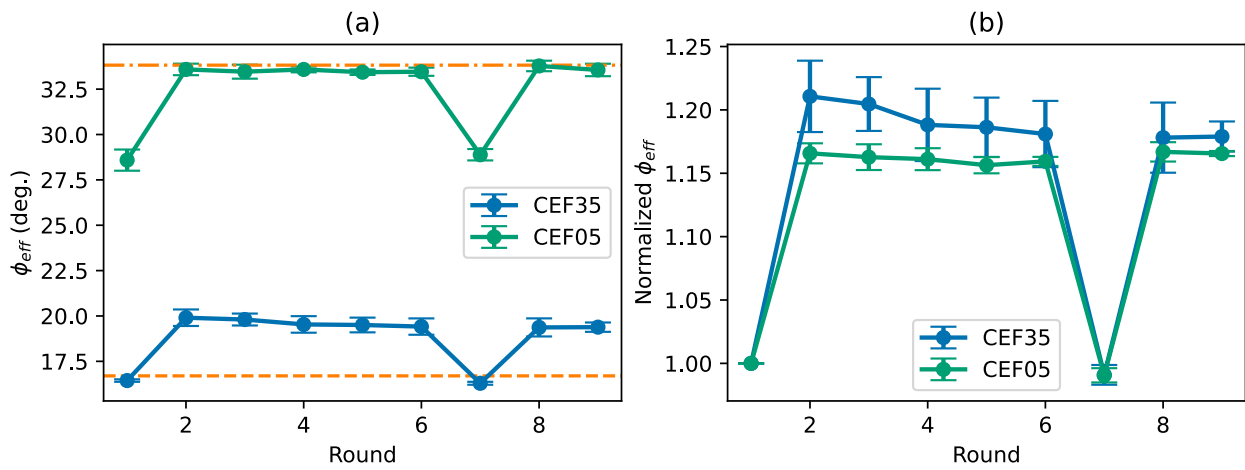 (a)
32.5
30.0
27.5
25.0
22.5
20.0
17.5
ϕeff (deg.)
CEF35
CEF05
2
4
6
8
Round
(b)
1.25
1.20
1.15
1.10
1.05
1.00
Normalized ϕeff
CEF35
CEF05
2
4
6
8
Round